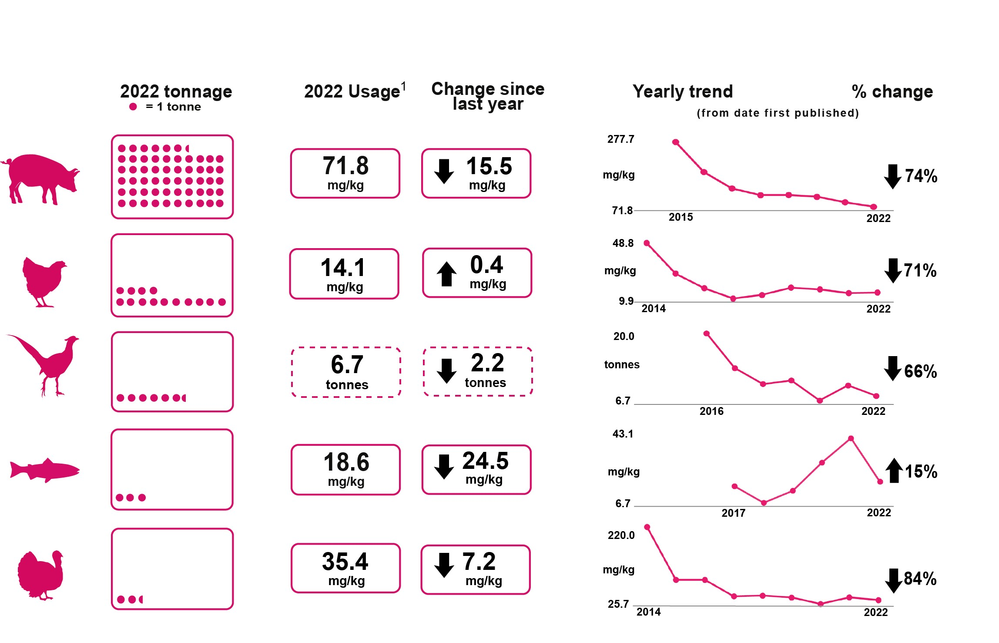 2022 tonnage
= 1 tonne
2022 Usage1
Change since
last year
Yearly trend
% change
(from date first published)
71.8
mg/kg
15.5
mg/kg
277.7
mg/kg
71.8
2015
2022
74%
14.1
mg/kg
0.4
mg/kg
48.8
mg/kg
9.9
2014
2022
71%
6.7
tonnes
2.2
tonnes
20.0
tonnes
6.7
2016
2022
66%
18.6
mg/kg
24.5
mg/kg
43.1
mg/kg
6.7
2017
2022
15%
35.4
mg/kg
7.2
mg/kg
220.0
mg/kg
25.7
2014
2022
84%